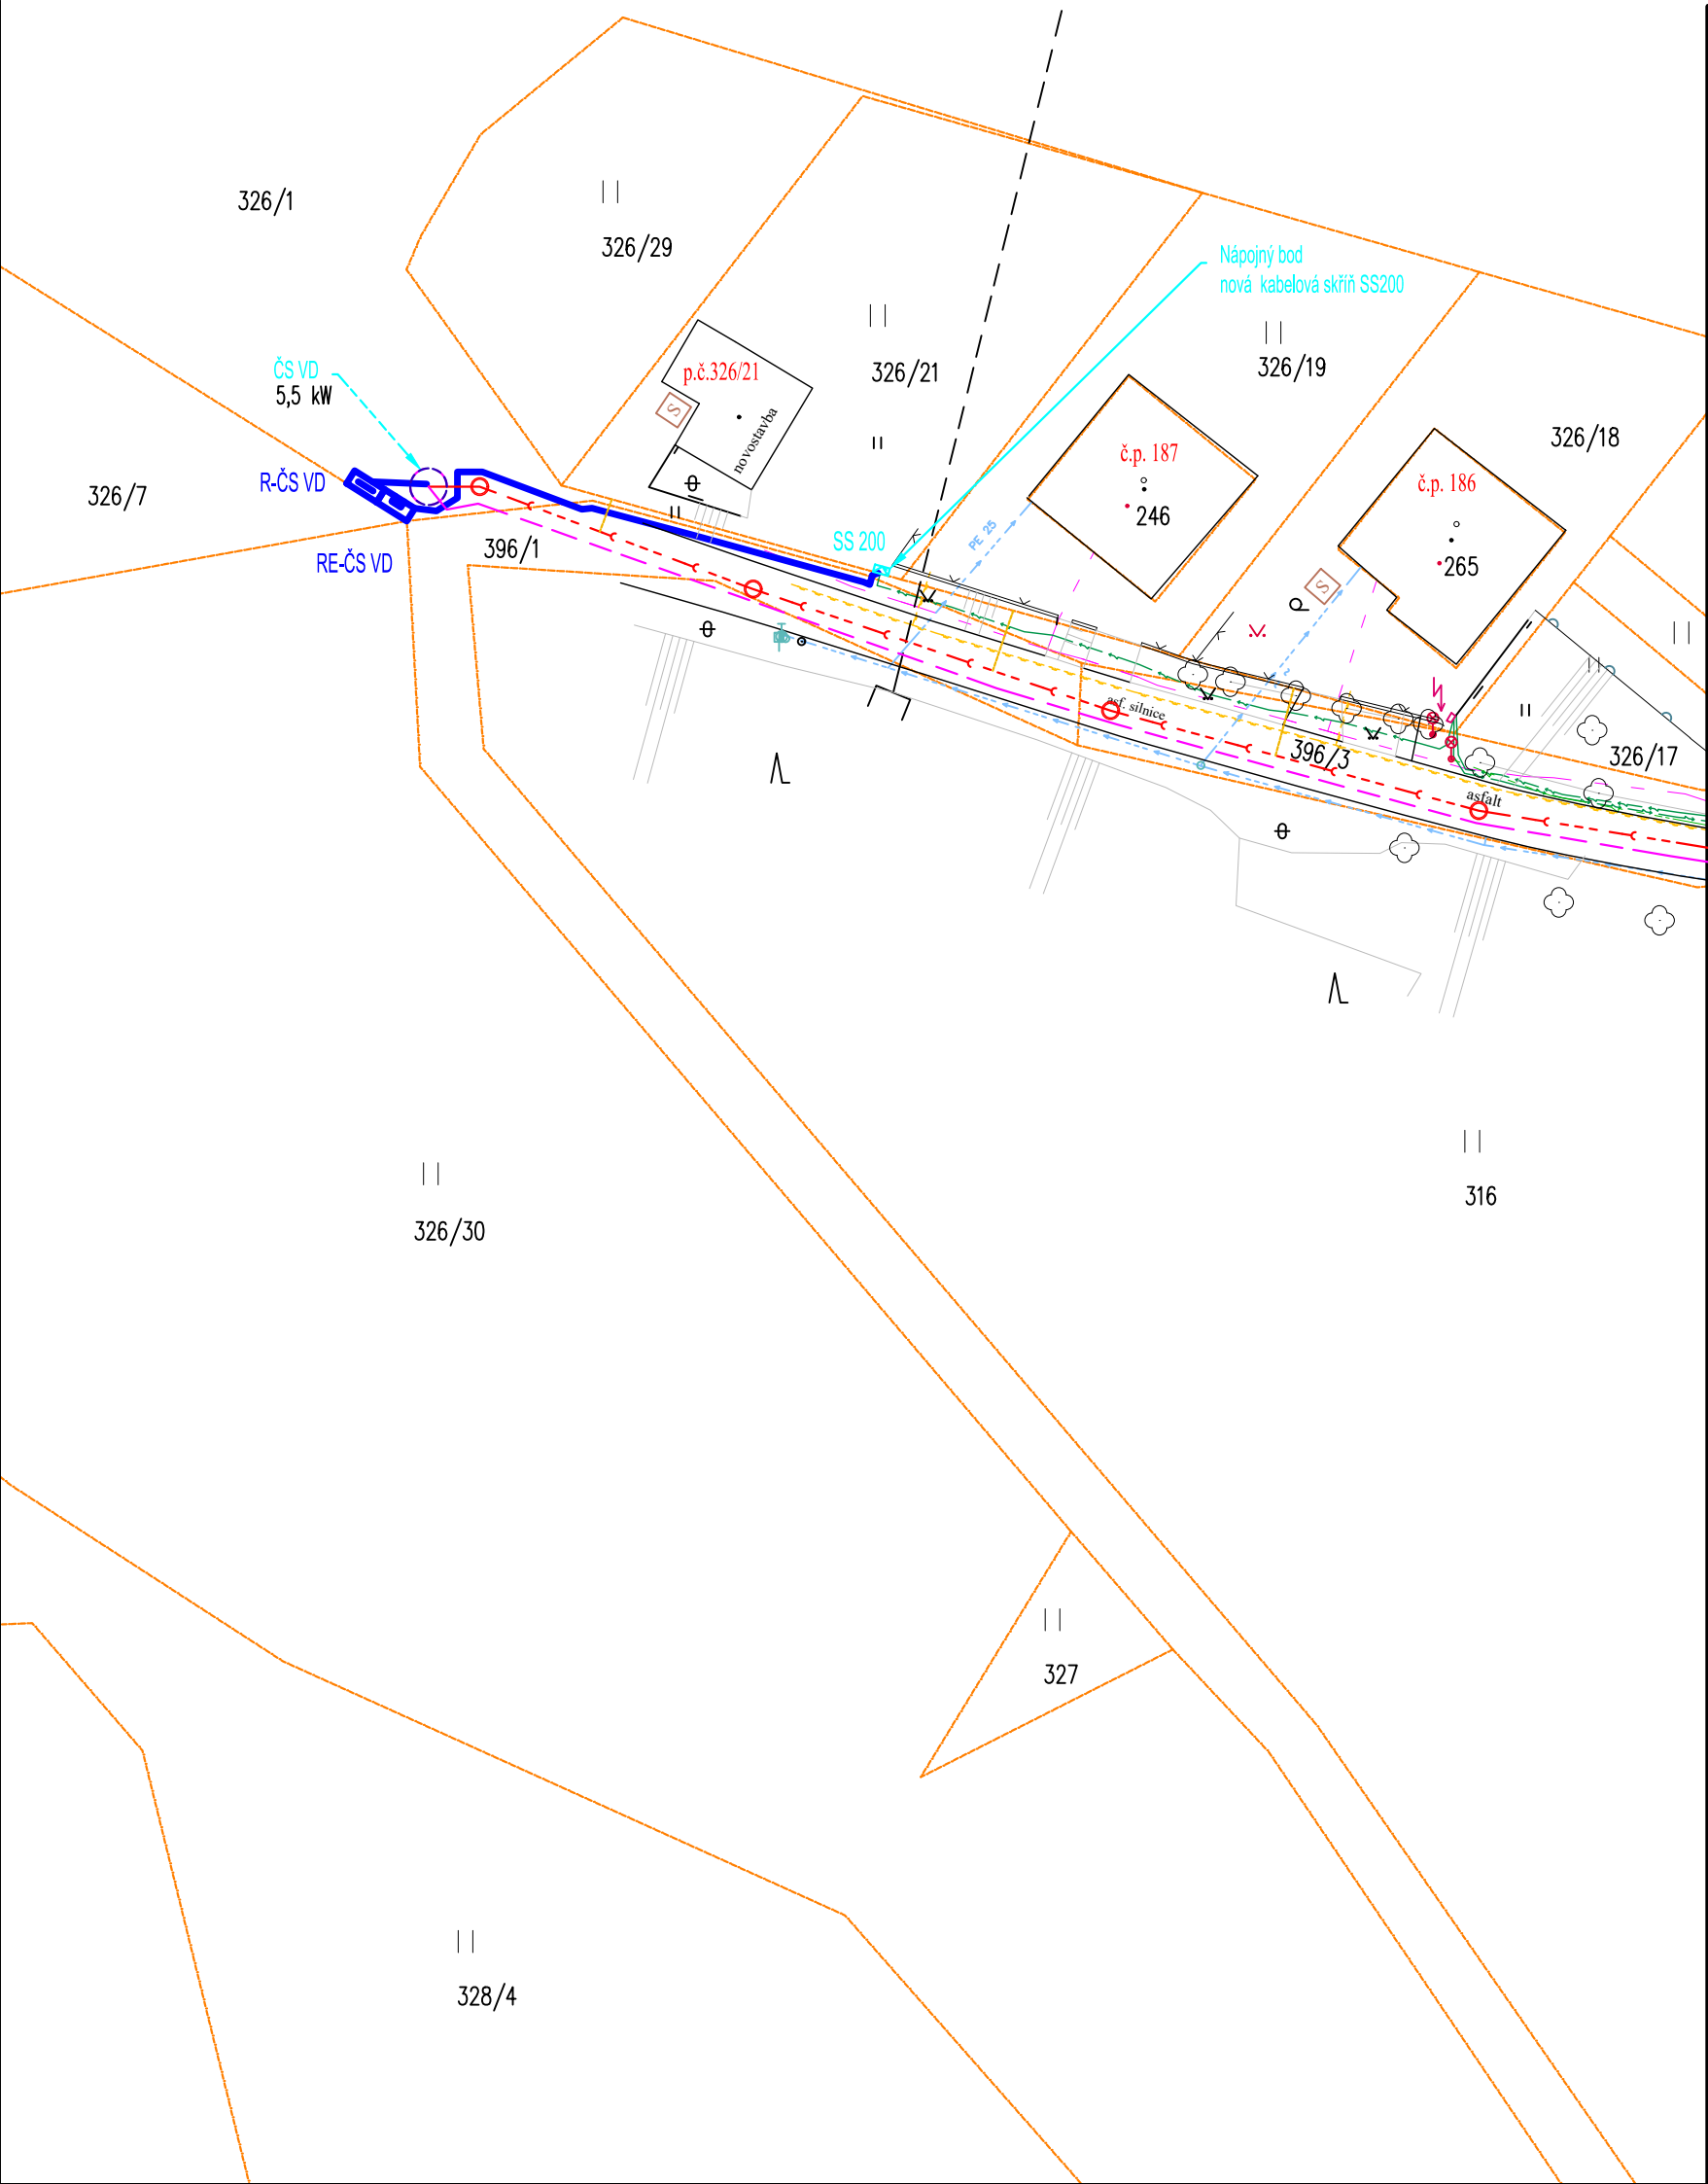 326/1
326/29
Nápojný bod
nová kabelová skříň SS200
326/21
326/19
326/18
ČS VD
5,5 kW
p.č.326/21
novostavba
S
č.p. 187
246
č.p. 186
265
R-ČS VD
326/7
RE-ČS VD
396/1
SS 200
PE 25
S
asf. silnice
396/3
326/17
asfalt
326/30
316
327
328/4